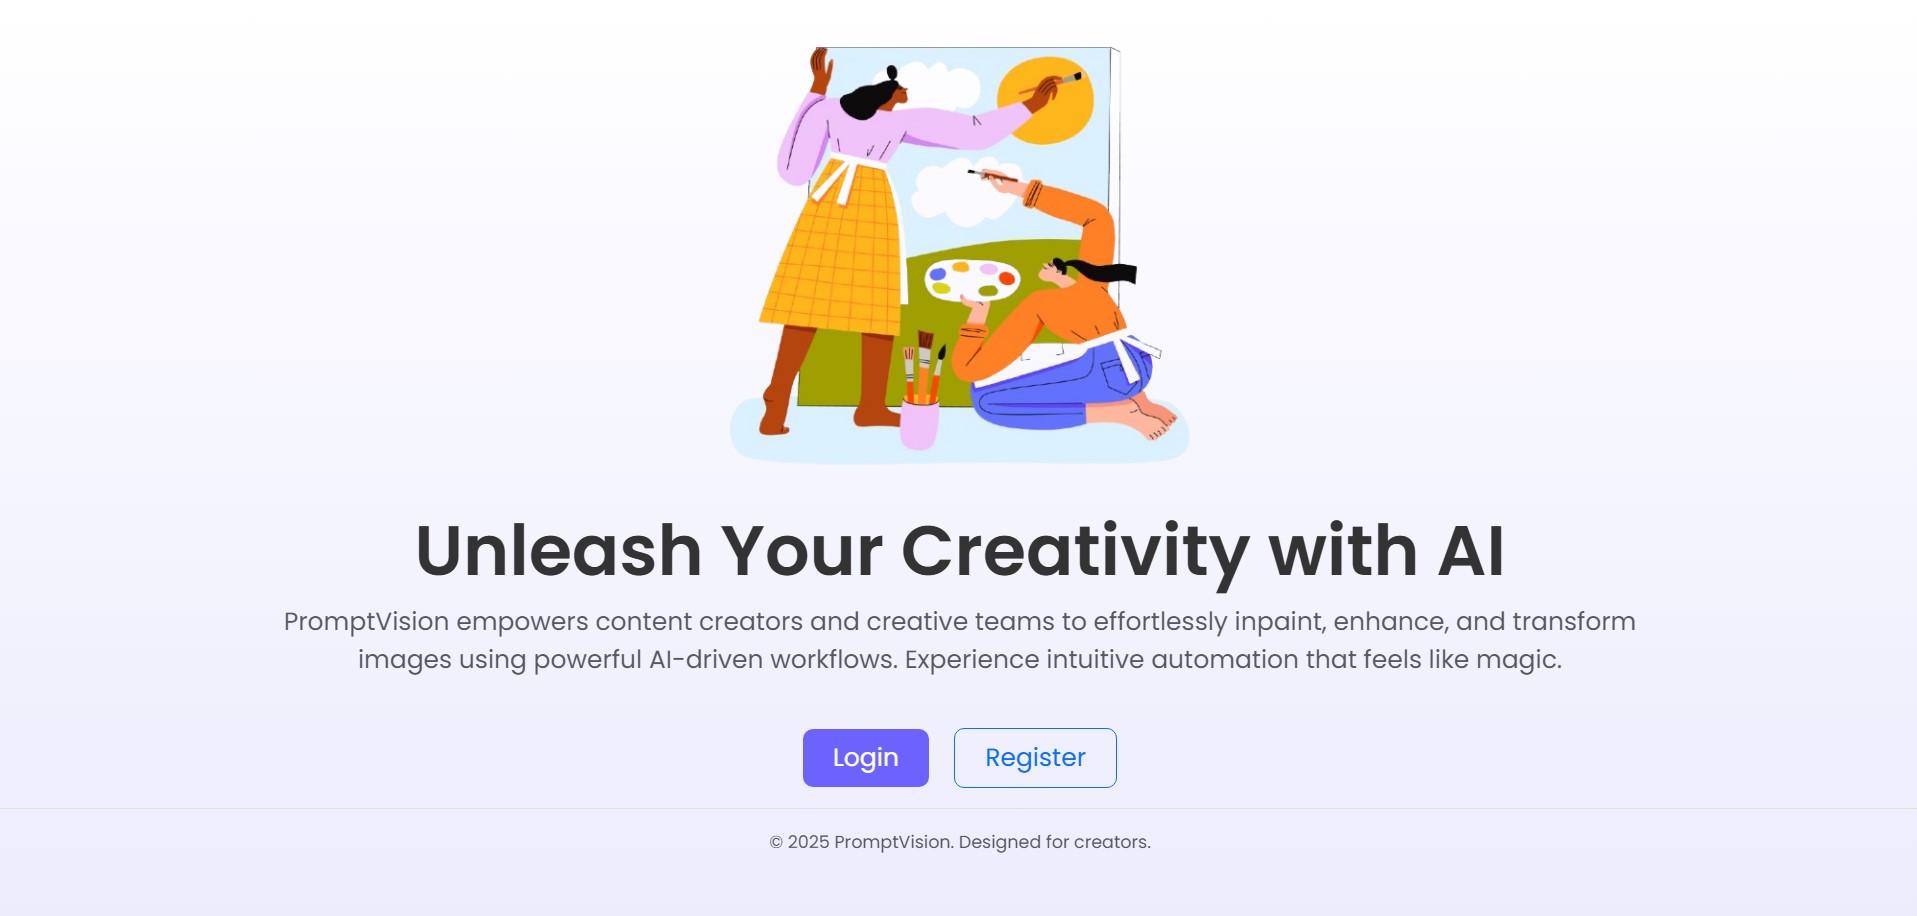 Unleash Your Creativity with AI
PromptVision empowers content creators and creative teams to effortlessly inpaint, enhance, and transform
images using powerful AI-driven workflows. Experience intuitive automation that feels like magic.
Login
Register
© 2025 PromptVision. Designed for creators.